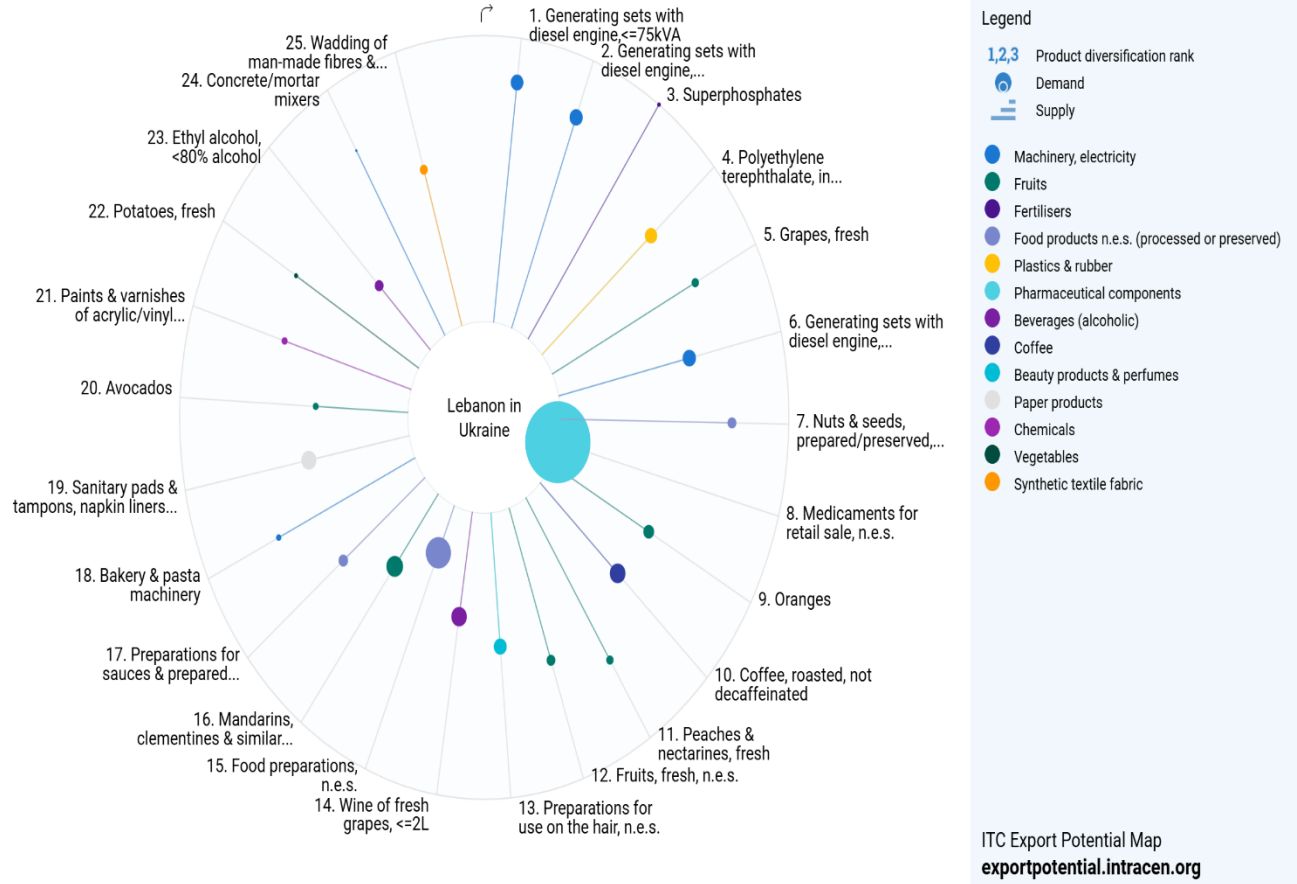 1. Generating sets with
diesel engine,<=75kVA
2. Generating sets with
diesel engine,...
3. Superphosphates
4. Polyethylene
terephthalate, in...
5. Grapes, fresh
6. Generating sets with
diesel engine,...
7. Nuts & seeds,
prepared/preserved,...
8. Medicaments for
retail sale, n.e.s.
9. Oranges
10. Coffee, roasted, not
decaffeinated
11. Peaches &
nectarines, fresh
12. Fruits, fresh, n.e.s.
13. Preparations for
use on the hair, n.e.s.
14. Wine of fresh
grapes, <=2L
15. Food preparations,
n.e.s.
16. Mandarins,
clementines & similar...
17. Preparations for
sauces & prepared...
18. Bakery & pasta
machinery
19. Sanitary pads &
tampons, napkin liners...
20. Avocados
21. Paints & varnishes
of acrylic/vinyl...
22. Potatoes, fresh
23. Ethyl alcohol,
<80% alcohol
24. Concrete/mortar
mixers
25. Wadding of
man-made fibres &...
Lebanon in
Ukraine
Legend
1,2,3 Product diversification rank
Demand
Supply
Machinery, electricity
Fruits
Fertilisers
Food products n.e.s. (processed or preserved)
Plastics & rubber
Pharmaceutical components
Beverages (alcoholic)
Coffee
Beauty products & perfumes
Paper products
Chemicals
Vegetables
Synthetic textile fabric
ITC Export Potential Map
exportpotential.intracen.org